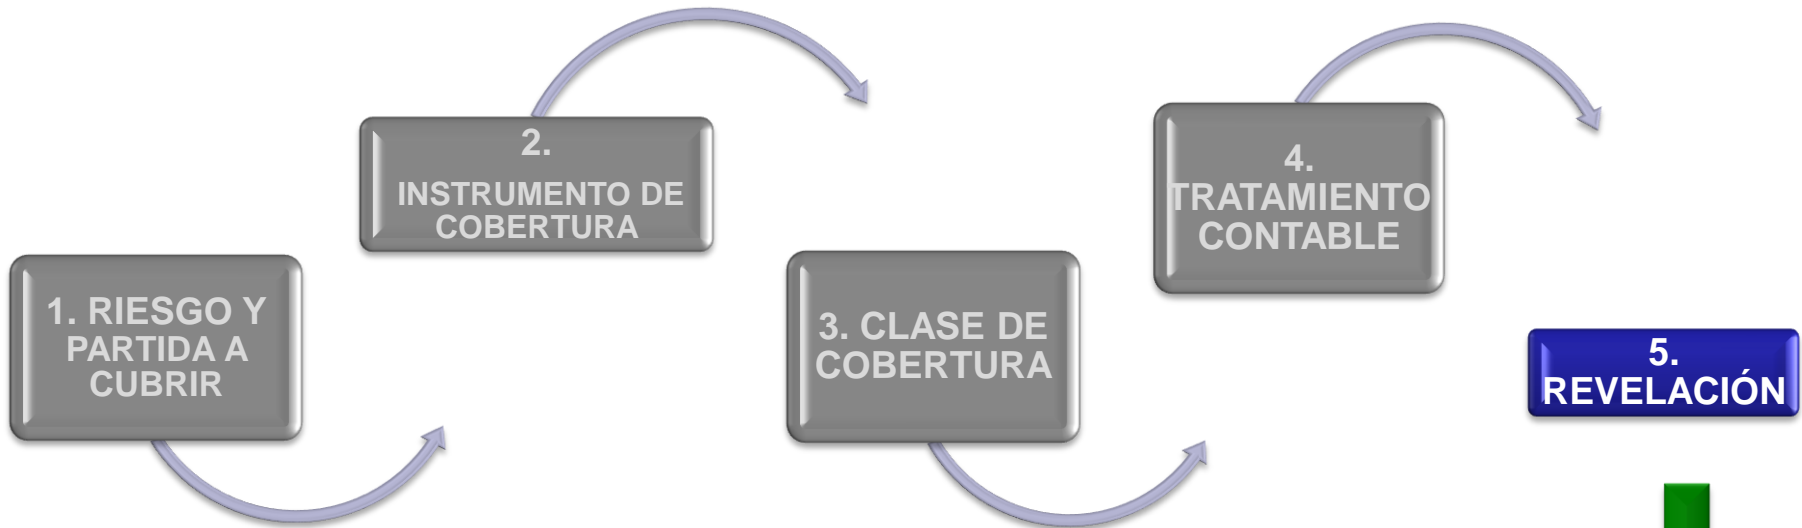 1. RIESGO Y
PARTIDA A
CUBRIR
2.
INSTRUMENTO DE
COBERTURA
3. CLASE DE
COBERTURA
4.
TRATAMIENTO
CONTABLE
5.
REVELACIÓN